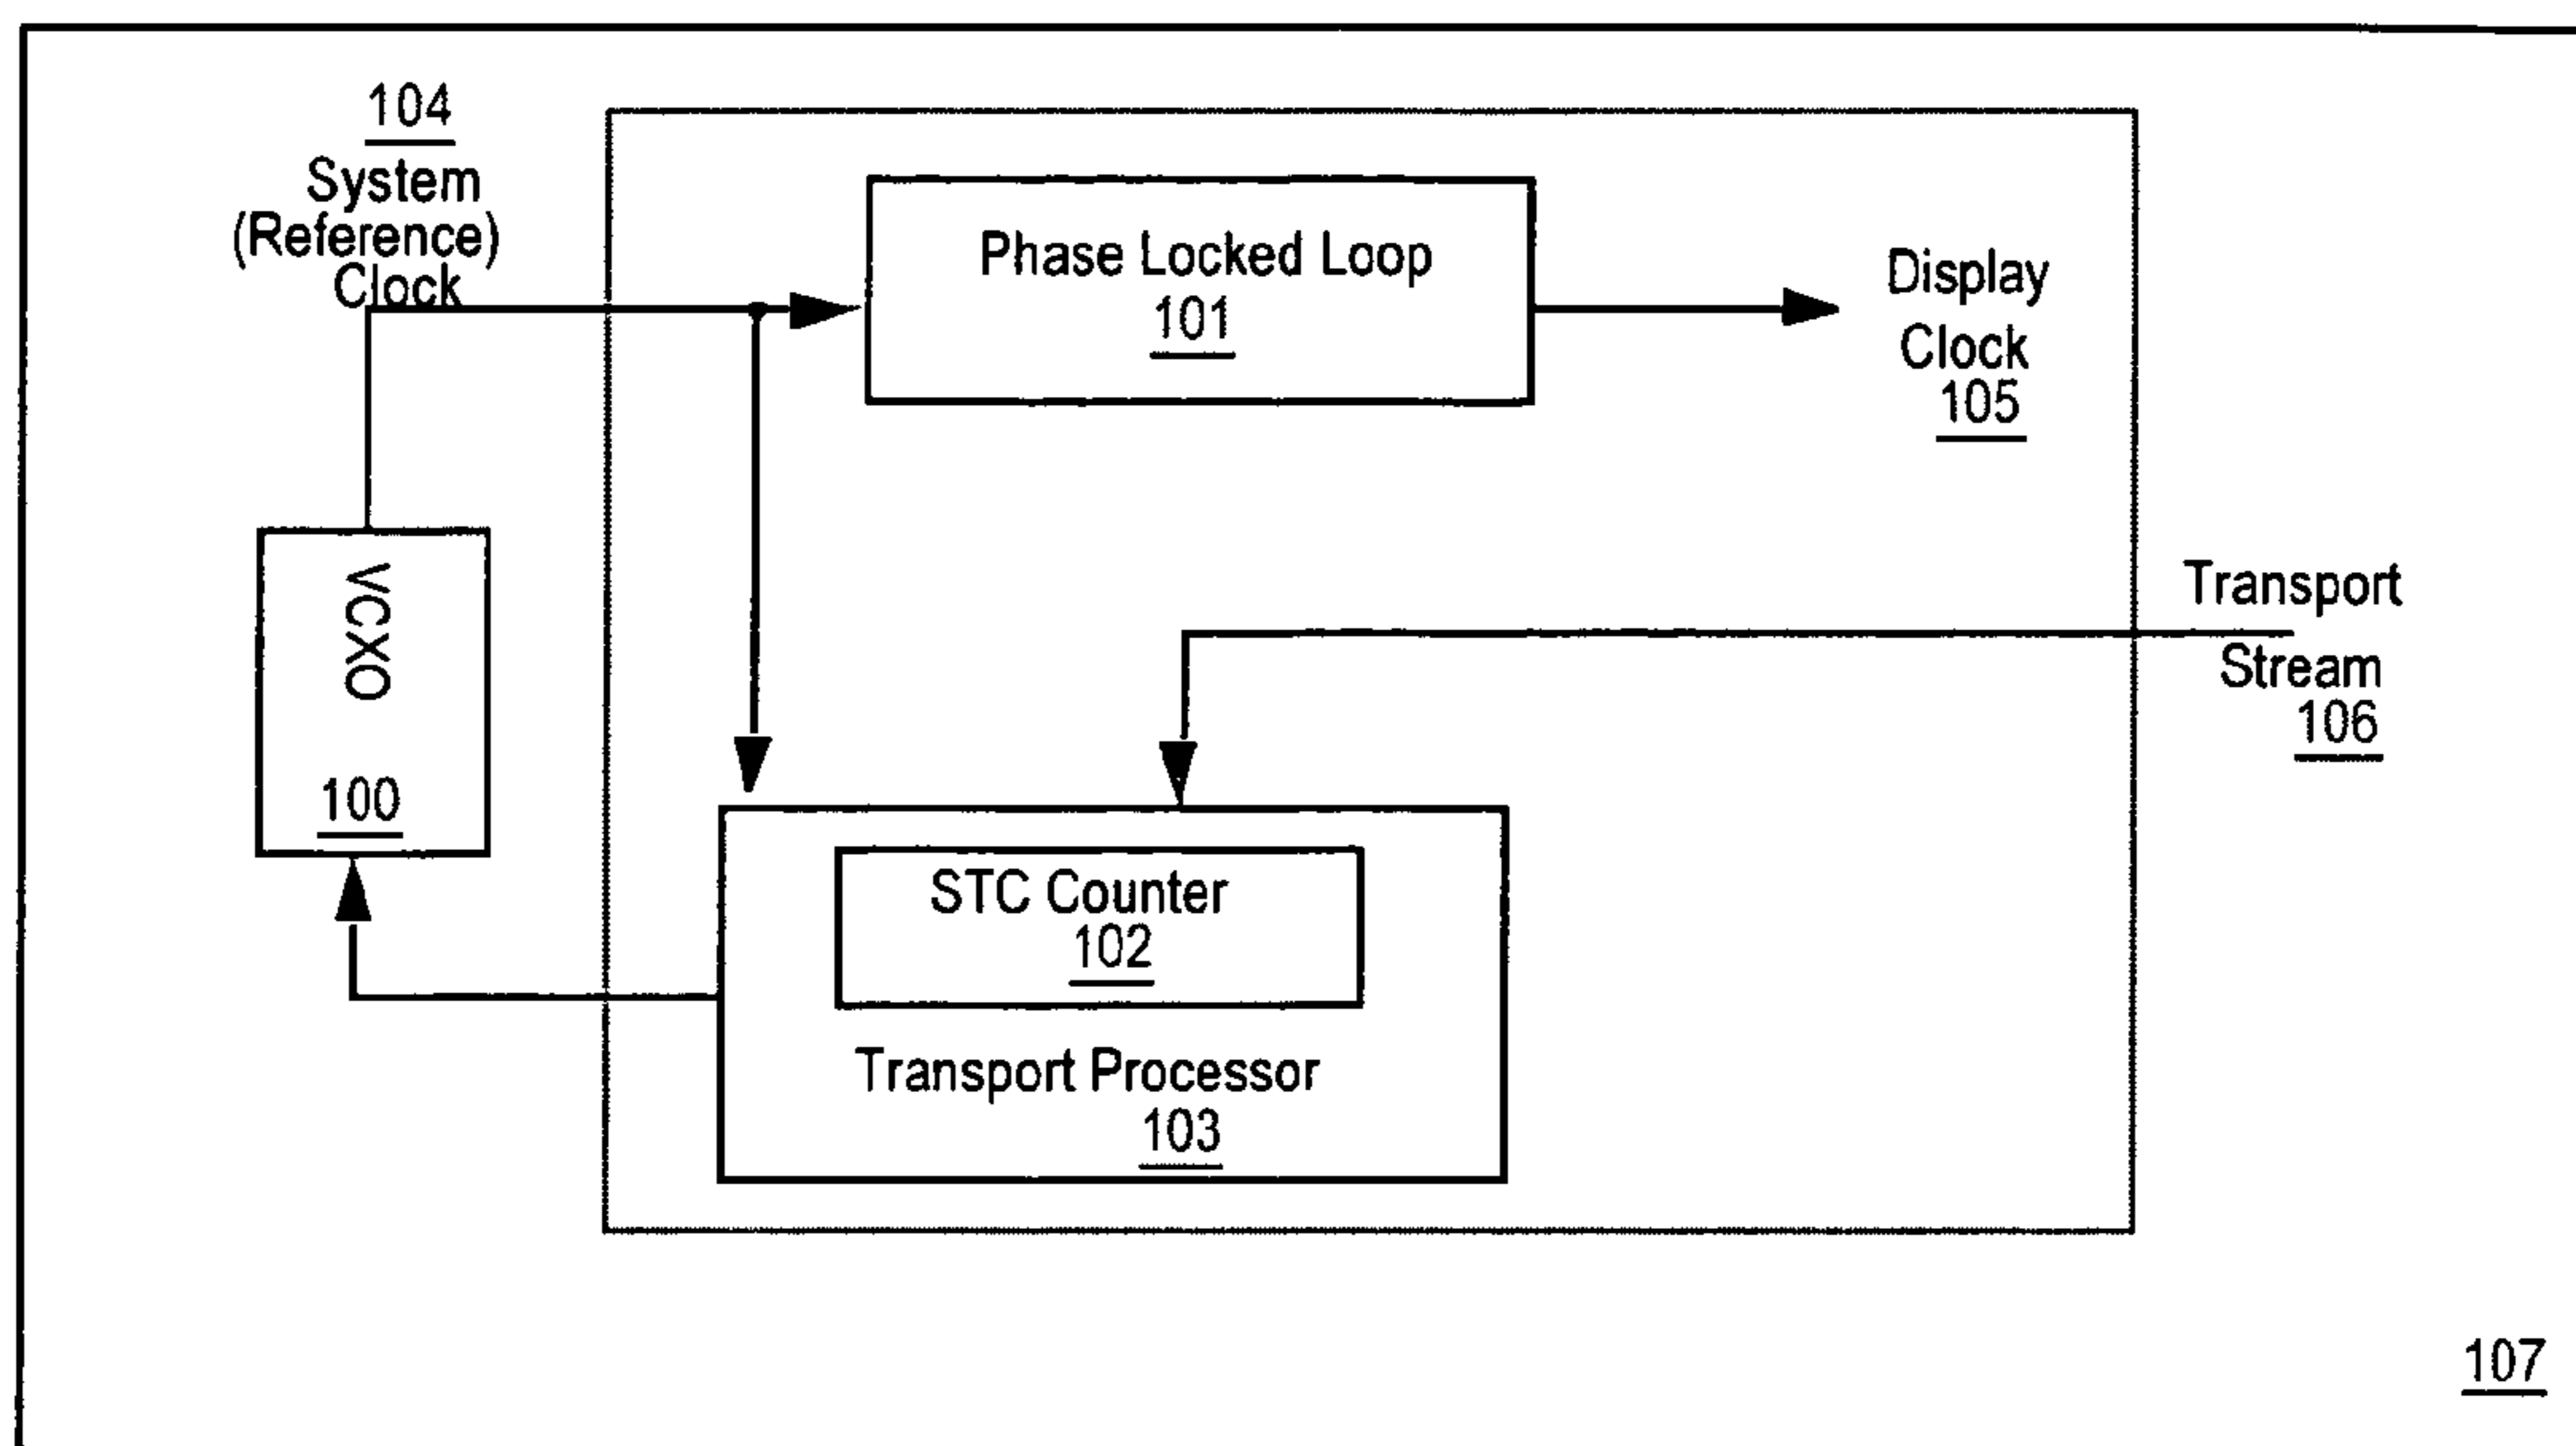 104
System
(Reference)
Clock
Phase Locked Loop
101
Display
Clock
105
VCXO
100
Transport
Stream
106
STC Counter
102
Transport Processor
103
107